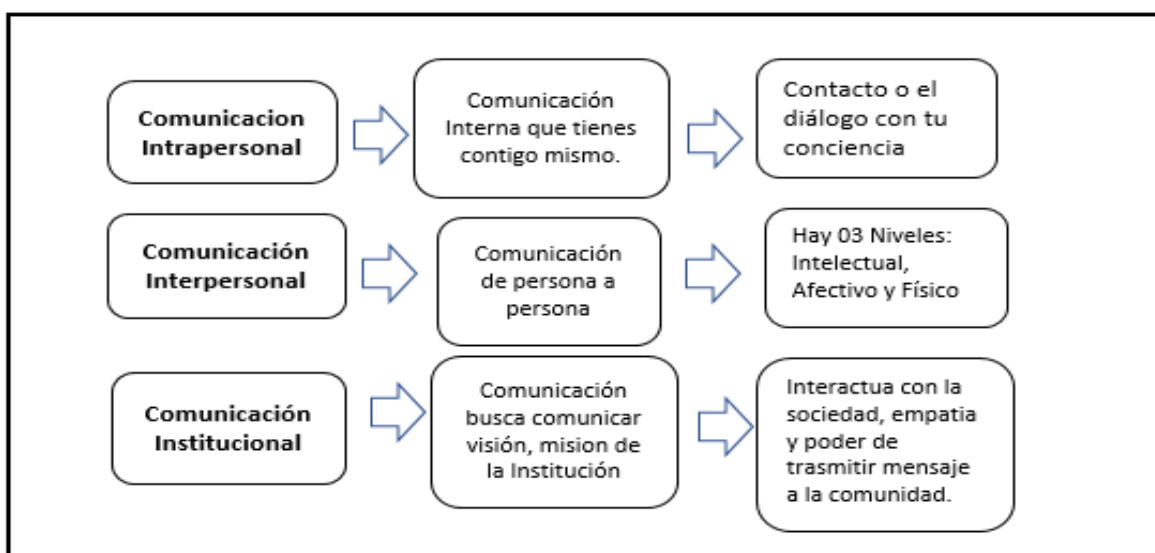 Comunicacion
Intrapersonal
Comunicación
Interna que tienes
contigo mismo.
Contacto o el
diálogo con tu
conciencia
Comunicación
Interpersonal
Comunicación
de persona a
persona
Hay 03 Niveles:
Intelectual,
Afectivo y Físico
Comunicación
Institucional
Comunicación
busca comunicar
visión, mision de
la Institución
Interactua con la
sociedad, empatia
y poder de
trasmitir mensaje
a la comunidad.